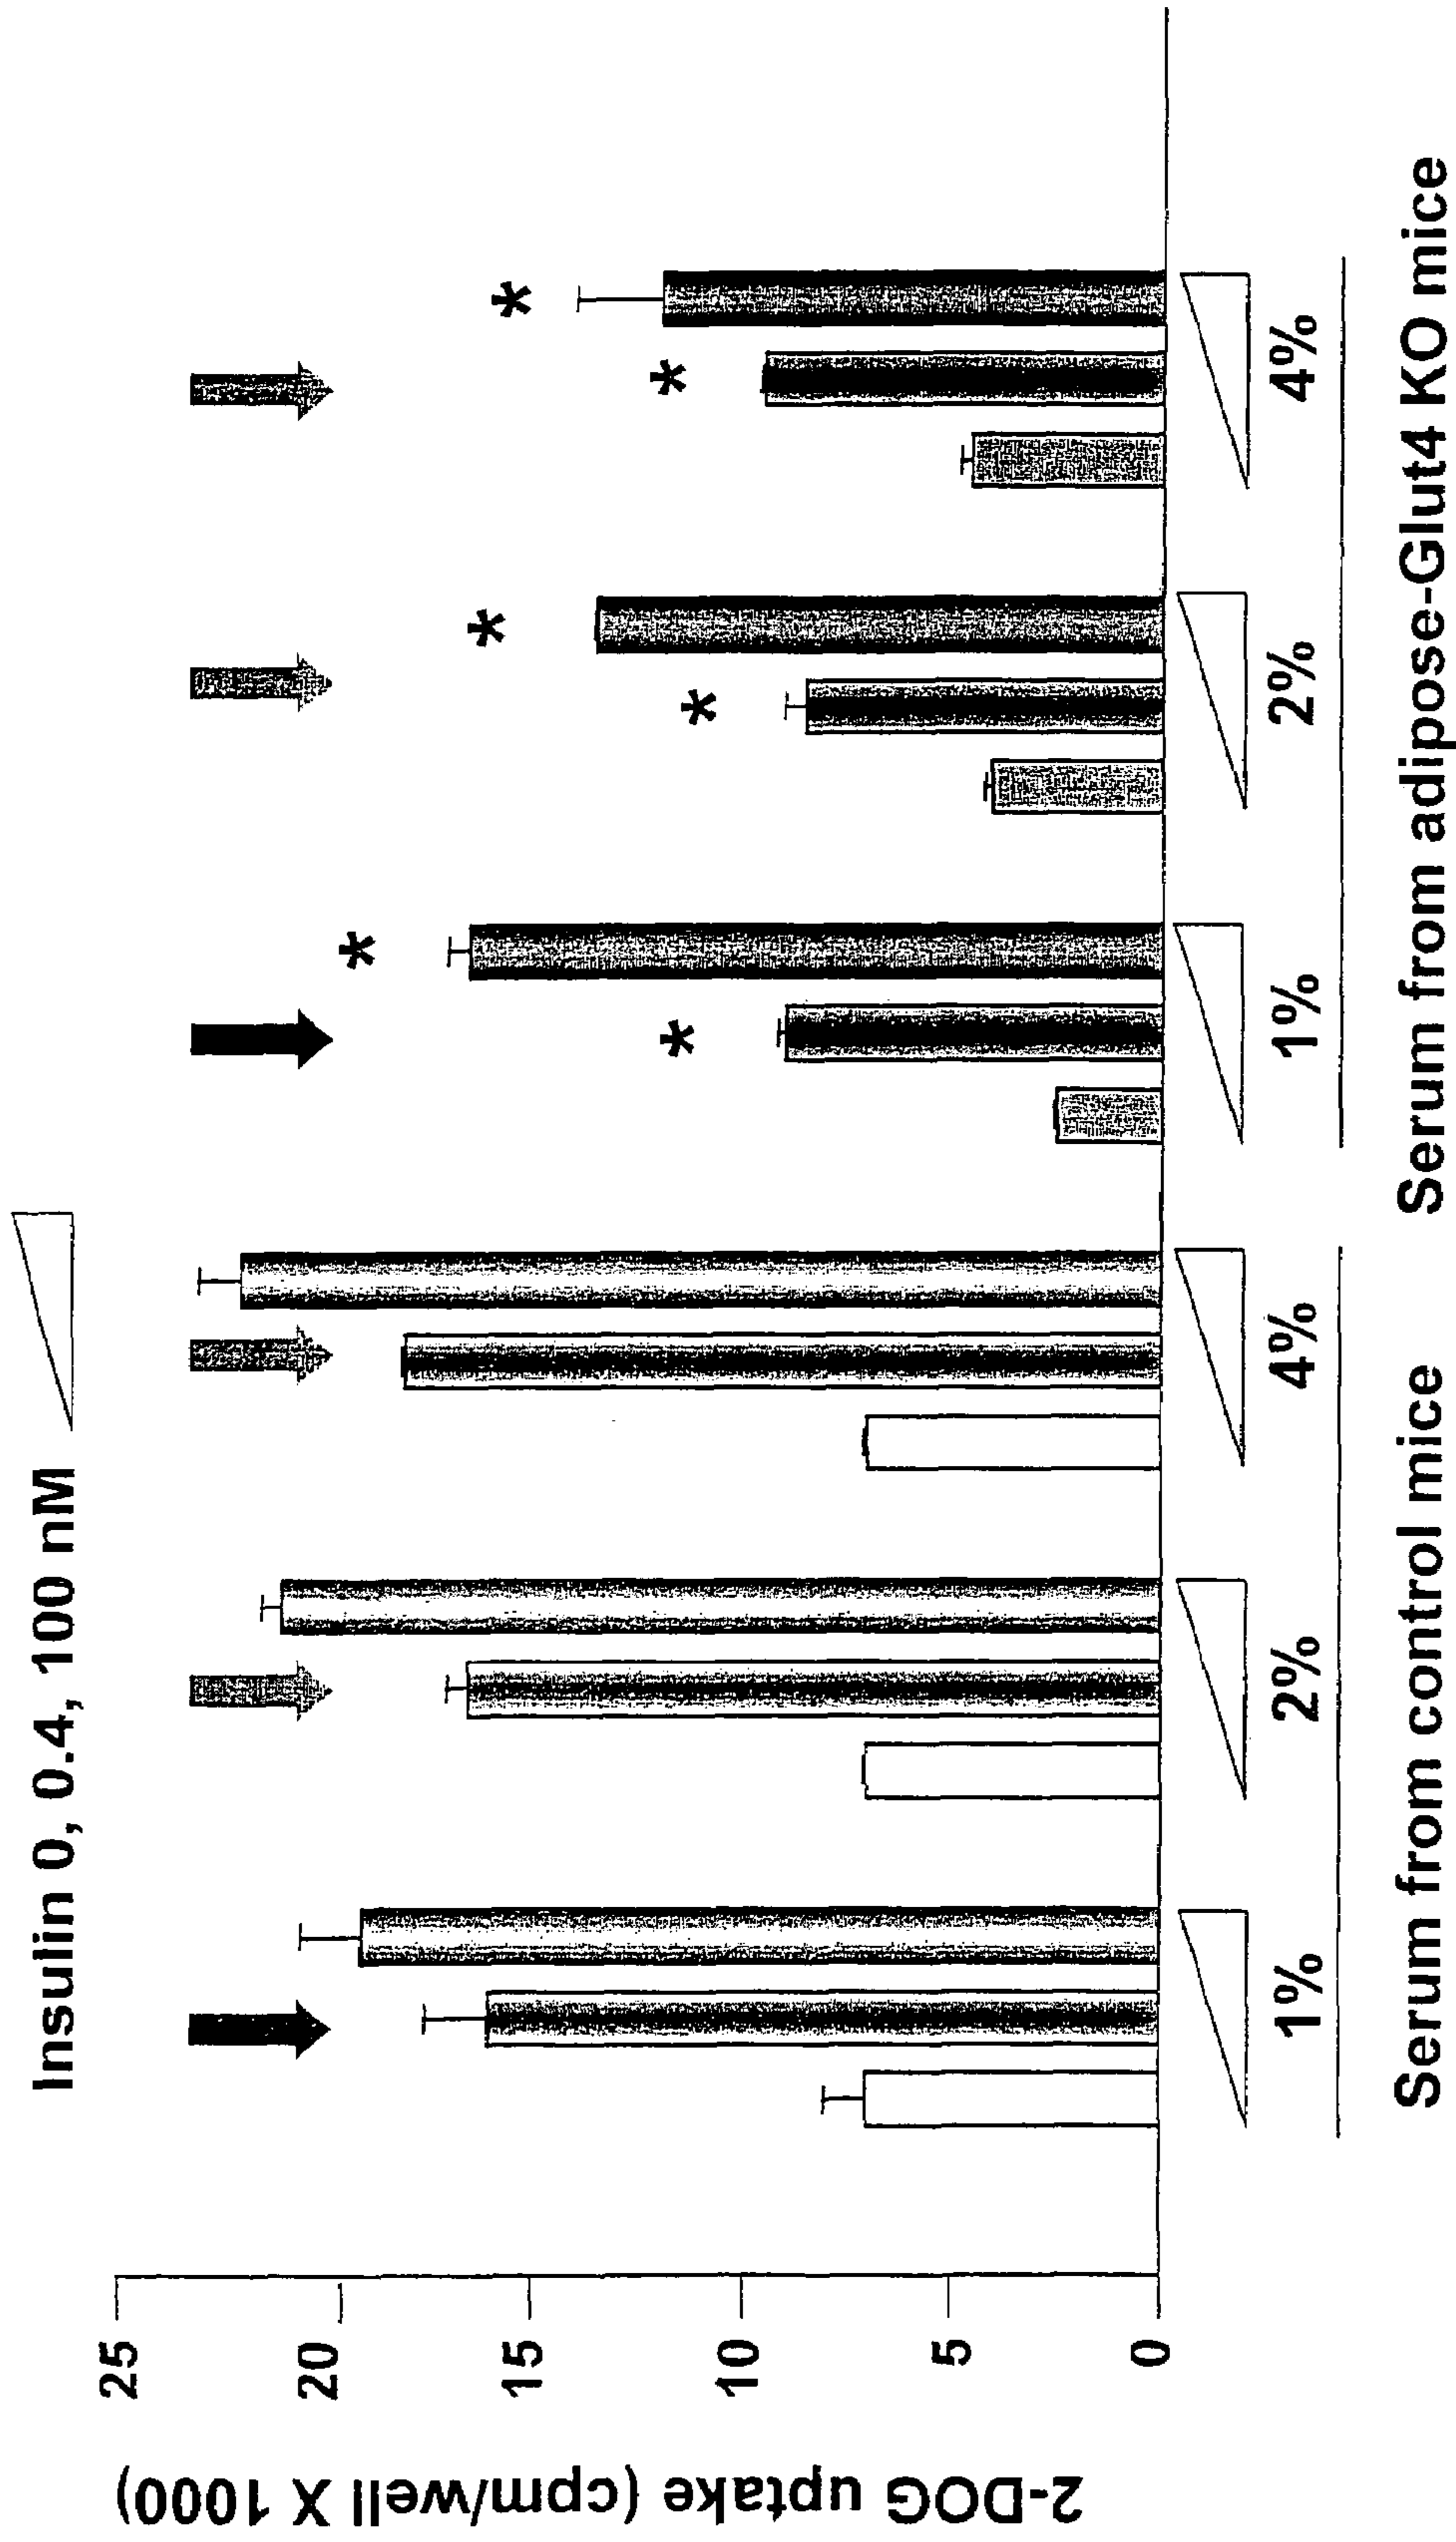 Insulin 0, 0.4, 100 nM
2-DOG uptake (cpm/well X 1000)
25
20
15
10
5
0
* * * * * *
1% 2% 4% 1% 2% 4%
Serum from control mice Serum from adipose-Glut4 KO mice